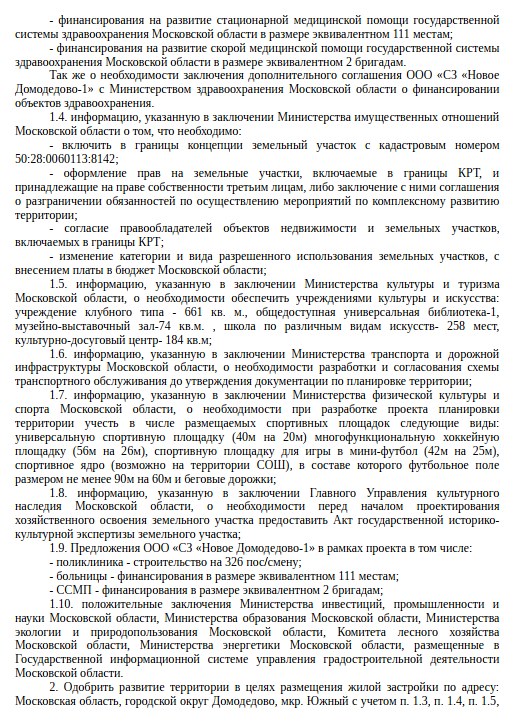 - финансирования на развитие стационарной медицинской помощи государственной
системы здравоохранения Московской области в размере эквивалентном 111 местам;
- финансирования на развитие скорой медицинской помощи государственной системы
здравоохранения Московской области в размере эквивалентном 2 бригадам.
Так же о необходимости заключения дополнительного соглашения ООО «СЗ «Новое
Домодедово-1» с Министерством здравоохранения Московской области о финансировании
объектов здравоохранения.
1.4. информацию, указанную в заключении Министерства имущественных отношений
Московской области о том, что необходимо:
- включить в границы концепции земельный участок с кадастровым номером
50:28:0060113:8142;
- оформление прав на земельные участки, включаемые в границы КРТ, и
принадлежащие на праве собственности третьим лицам, либо заключение с ними соглашения
о разграничении обязанностей по осуществлению мероприятий по комплексному развитию
территории;
- согласие правообладателей объектов недвижимости и земельных участков,
включаемых в границы КРТ;
- изменение категории и вида разрешенного использования земельных участков, с
внесением платы в бюджет Московской области;
1.5. информацию, указанную в заключении Министерства культуры и туризма
Московской области, о необходимости обеспечить учреждениями культуры и искусства:
учреждение клубного типа - 661 кв. м., общедоступная универсальная библиотека-1,
музейно-выставочный зал-74 кв.м. , школа по различным видам искусств- 258 мест,
культурно-досуговый центр- 184 кв.м;
1.6. информацию, указанную в заключении Министерства транспорта и дорожной
инфраструктуры Московской области, о необходимости разработки и согласования схемы
транспортного обслуживания до утверждения документации по планировке территории;
1.7. информацию, указанную в заключении Министерства физической культуры и
спорта Московской области, о необходимости при разработке проекта планировки
территории учесть в числе размещаемых спортивных площадок следующие виды:
универсальную спортивную площадку (40м на 20м) многофункциональную хоккейную
площадку (56м на 26м), спортивную площадку для игры в мини-футбол (42м на 25м),
спортивное ядро (возможно на территории СОШ), в составе которого футбольное поле
размером не менее 90м на 60м и беговые дорожки;
1.8. информацию, указанную в заключении Главного Управления культурного
наследия Московской области, о необходимости перед началом проектирования
хозяйственного освоения земельного участка предоставить Акт государственной историко-
культурной экспертизы земельного участка;
1.9. Предложения ООО «СЗ «Новое Домодедово-1» в рамках проекта в том числе:
- поликлиника - строительство на 326 пос/смену;
- больницы - финансирования в размере эквивалентном 111 местам;
- ССМП - финансирования в размере эквивалентном 2 бригадам;
1.10. положительные заключения Министерства инвестиций, промышленности и
науки Московской области, Министерства образования Московской области, Министерства
экологии и природопользования Московской области, Комитета лесного хозяйства
Московской области, Министерства энергетики Московской области, размещенные в
Государственной информационной системе управления градостроительной деятельности
Московской области.
2. Одобрить развитие территории в целях размещения жилой застройки по адресу:
Московская область, городской округ Домодедово, мкр. Южный с учетом п. 1.3, п. 1.4, п. 1.5,